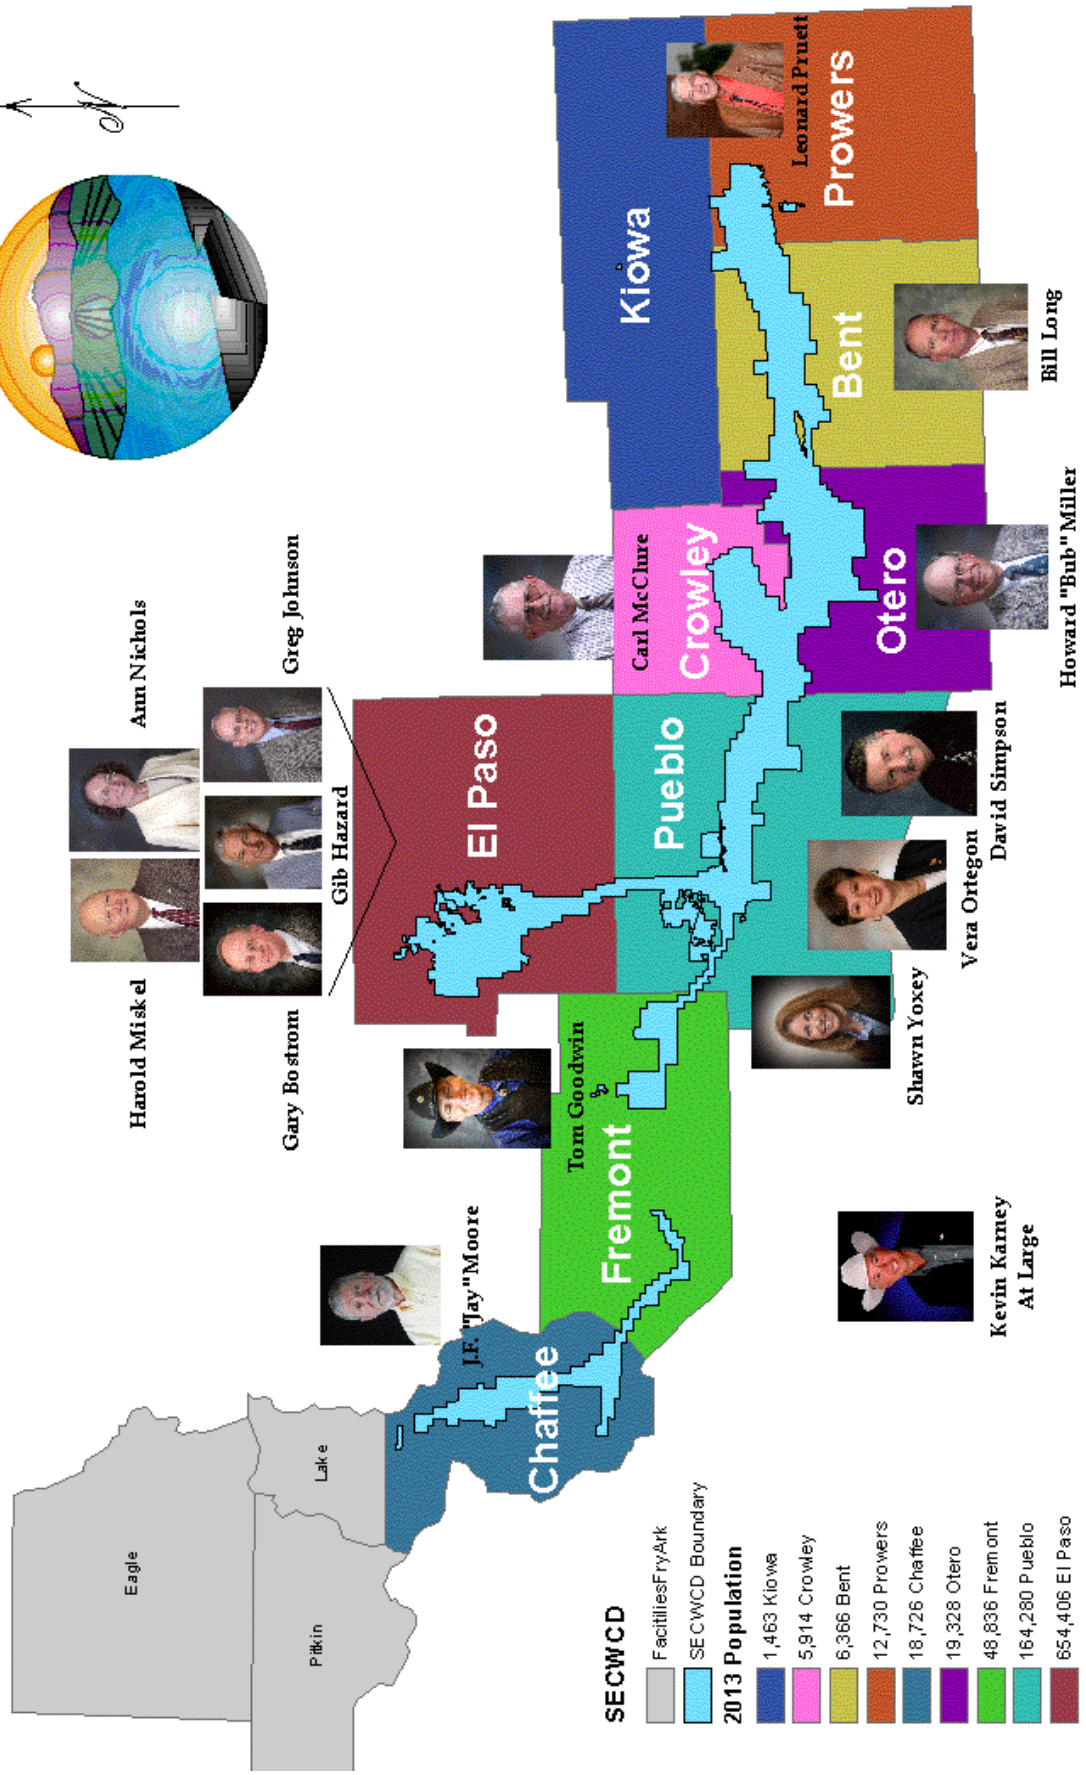 N
Harold Miskel
Ann Nichols
Gary Bostrom
Gib Hazard
Greg Johnson
Eagle
Lake
Pitkin
J.F. "Jay" Moore
Chaffee
Tom Goodwin
Fremont
El Paso
Pueblo
Carl McClure
Crowley
Kiowa
Leonard Pruett
Prowers
Bent
Otero
Bill Long
Howard "Bub" Miller
David Simpson
Vera Ortegon
Shawn Yoxey
Kevin Karney
At Large
SECWCD
FacitliesFryArk
SECWCD Boundary
2013 Population
1,463 Kiowa
5,914 Crowley
6,366 Bent
12,730 Prowers
18,726 Chaffee
19,328 Otero
48,836 Fremont
164,280 Pueblo
654,406 El Paso